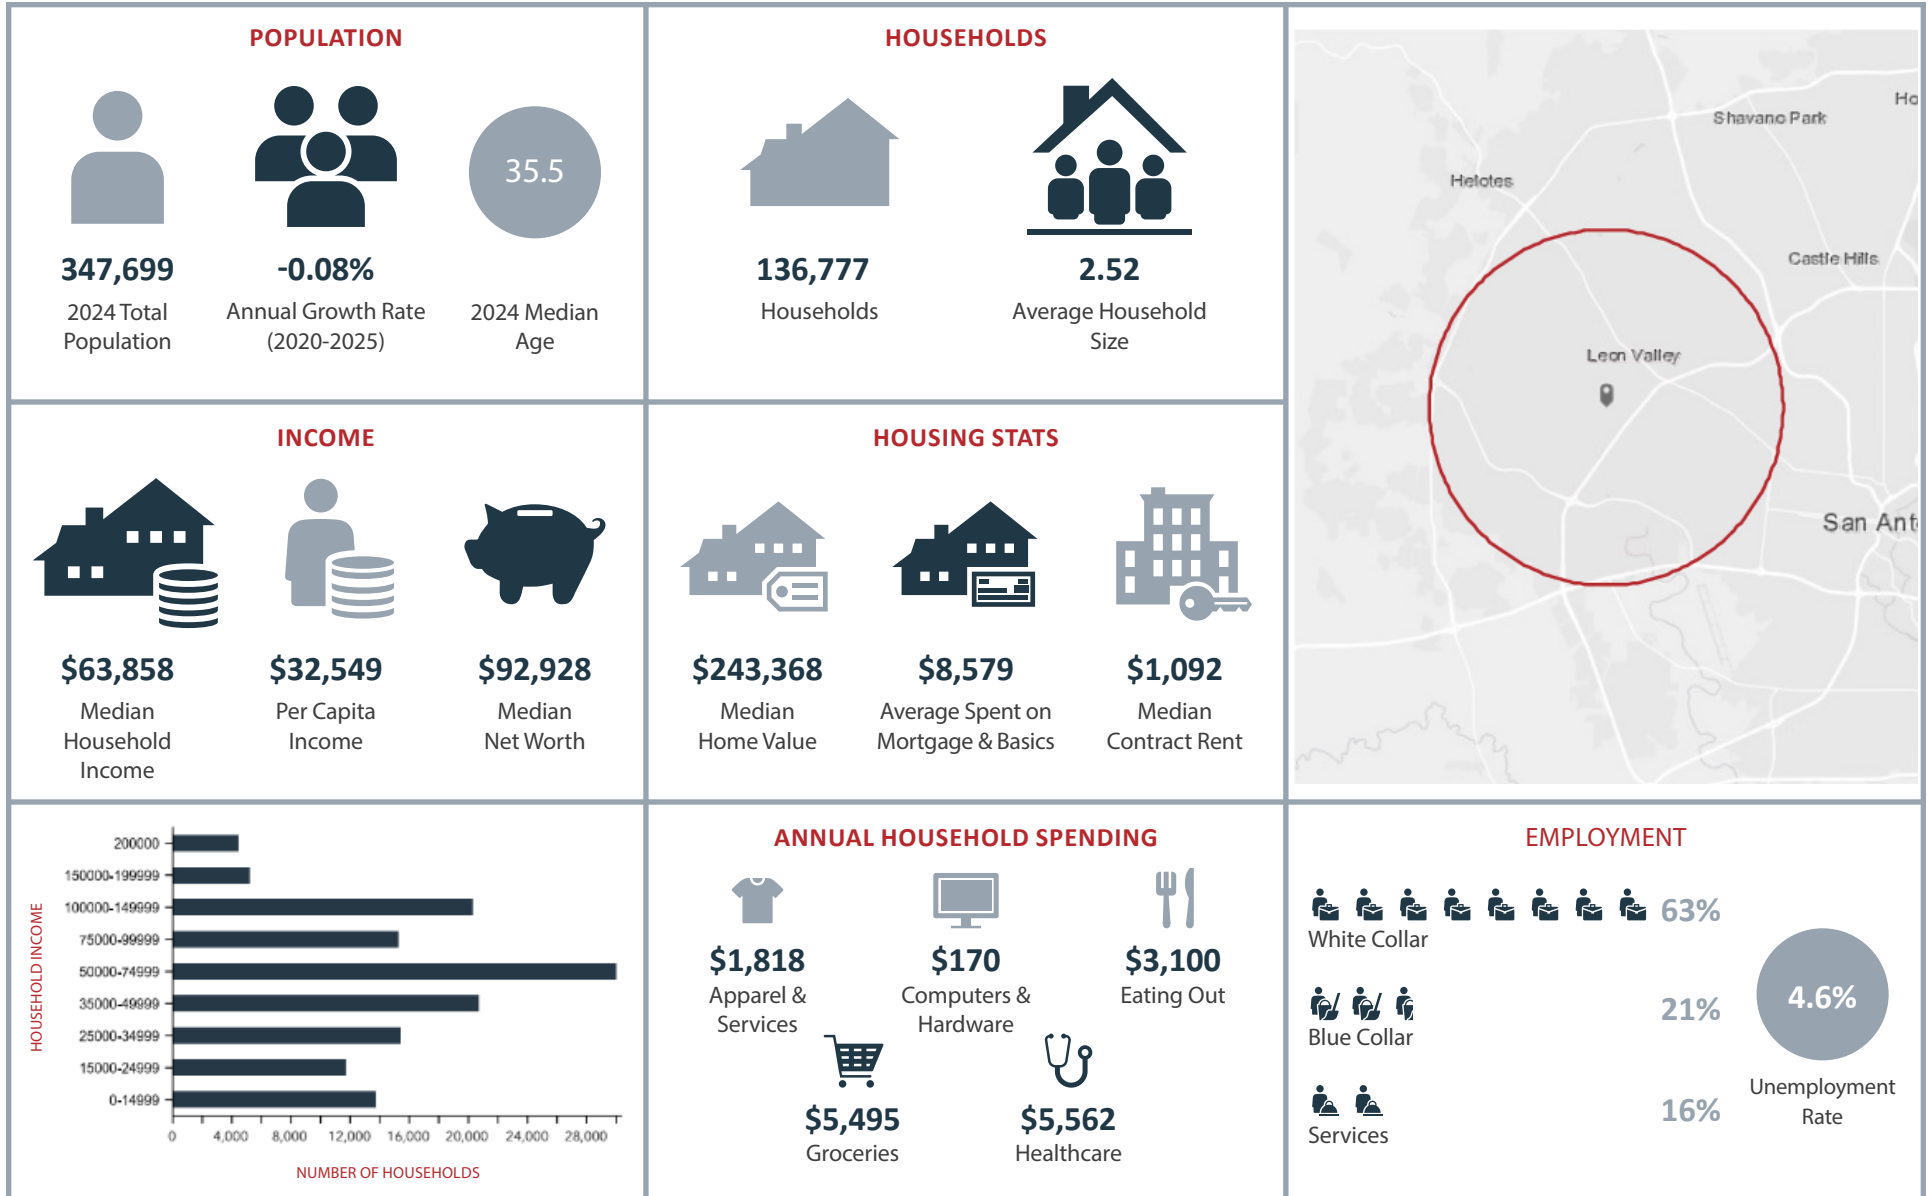 POPULATION
35.5
347,699
2024 Total
Population
-0.08%
Annual Growth Rate
(2020-2025)
2024 Median
Age
HOUSEHOLDS
136,777
Households
2.52
Average Household
Size
Shavano Park
Helotes
Castle Hills
Leon Valley
San Ant
Ho
INCOME
$63,858
Median
Household
Income
$32,549
Per Capita
Income
$92,928
Median
Net Worth
HOUSING STATS
$243,368
Median
Home Value
$8,579
Average Spent on
Mortgage & Basics
$1,092
Median
Contract Rent
HOUSEHOLD INCOME
200000
150000-199999
100000-149999
75000-99999
50000-74999
35000-49999
25000-34999
15000-24999
0-14999
0 4,000 8,000 12,000 16,000 20,000 24,000 28,000
NUMBER OF HOUSEHOLDS
ANNUAL HOUSEHOLD SPENDING
$1,818
Apparel &
Services
$170
Computers &
Hardware
$3,100
Eating Out
$5,495
Groceries
$5,562
Healthcare
EMPLOYMENT
63%
White Collar
21%
Blue Collar
16%
Services
4.6%
Unemployment
Rate